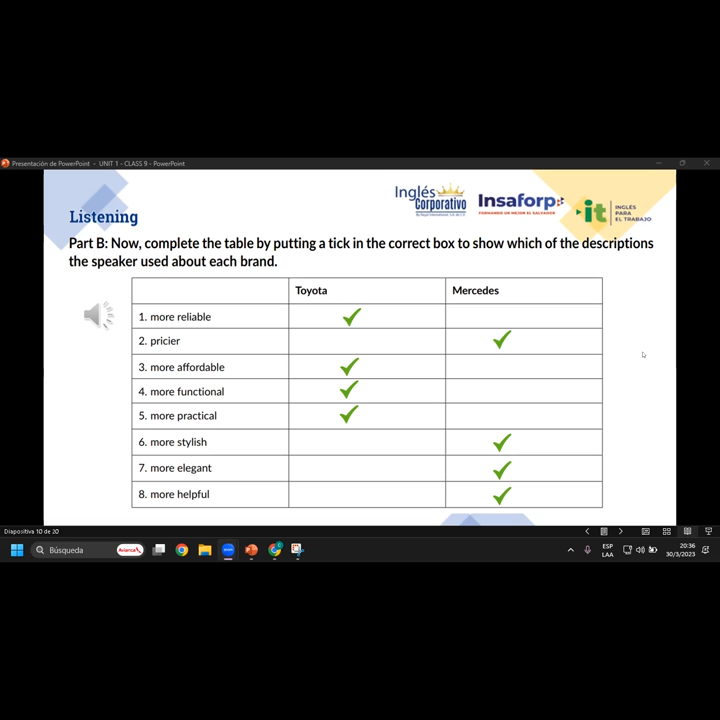 Presentación de PowerPoint - UNIT 1 - CLASS 9 - PowerPoint
Inglés
Corporativo
Insaforp
FORMANDO UN MEJOR EL SALVADOR
it
INGLÉS
PARA
EL TRABAJO
Listening
Part B: Now, complete the table by putting a tick in the correct box to show which of the descriptions
the speaker used about each brand.
Toyota Mercedes
1. more reliable
2. pricier
3. more affordable
4. more functional
5. more practical
6. more stylish
7. more elegant
8. more helpful
Diapositiva 10 de 20
Búsqueda
Avianca
zoom
ESP
LAA
20:36
30/3/2023